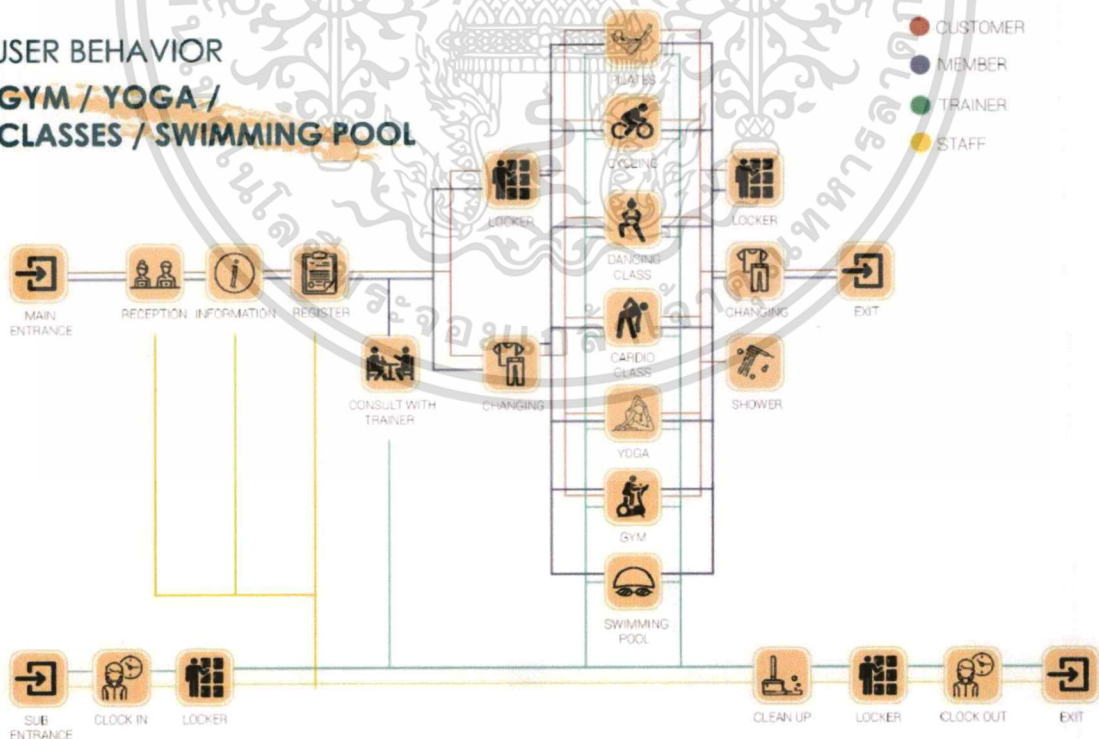 USER BEHAVIOR
GYM / YOGA /
CLASSES / SWIMMING POOL
CUSTOMER
MEMBER
TRAINER
STAFF
PILATES
CYCLING
LOCKER
LOCKER
DANCING
CLASS
MAIN
ENTRANCE
RECEPTION
INFORMATION
REGISTER
CHANGING
EXIT
CARDIO
CLASS
CONSULT WITH
TRAINER
CHANGING
SHOWER
YOGA
GYM
SWIMMING
POOL
SUB
ENTRANCE
CLOCK IN
LOCKER
CLEAN UP
LOCKER
CLOCK OUT
EXIT